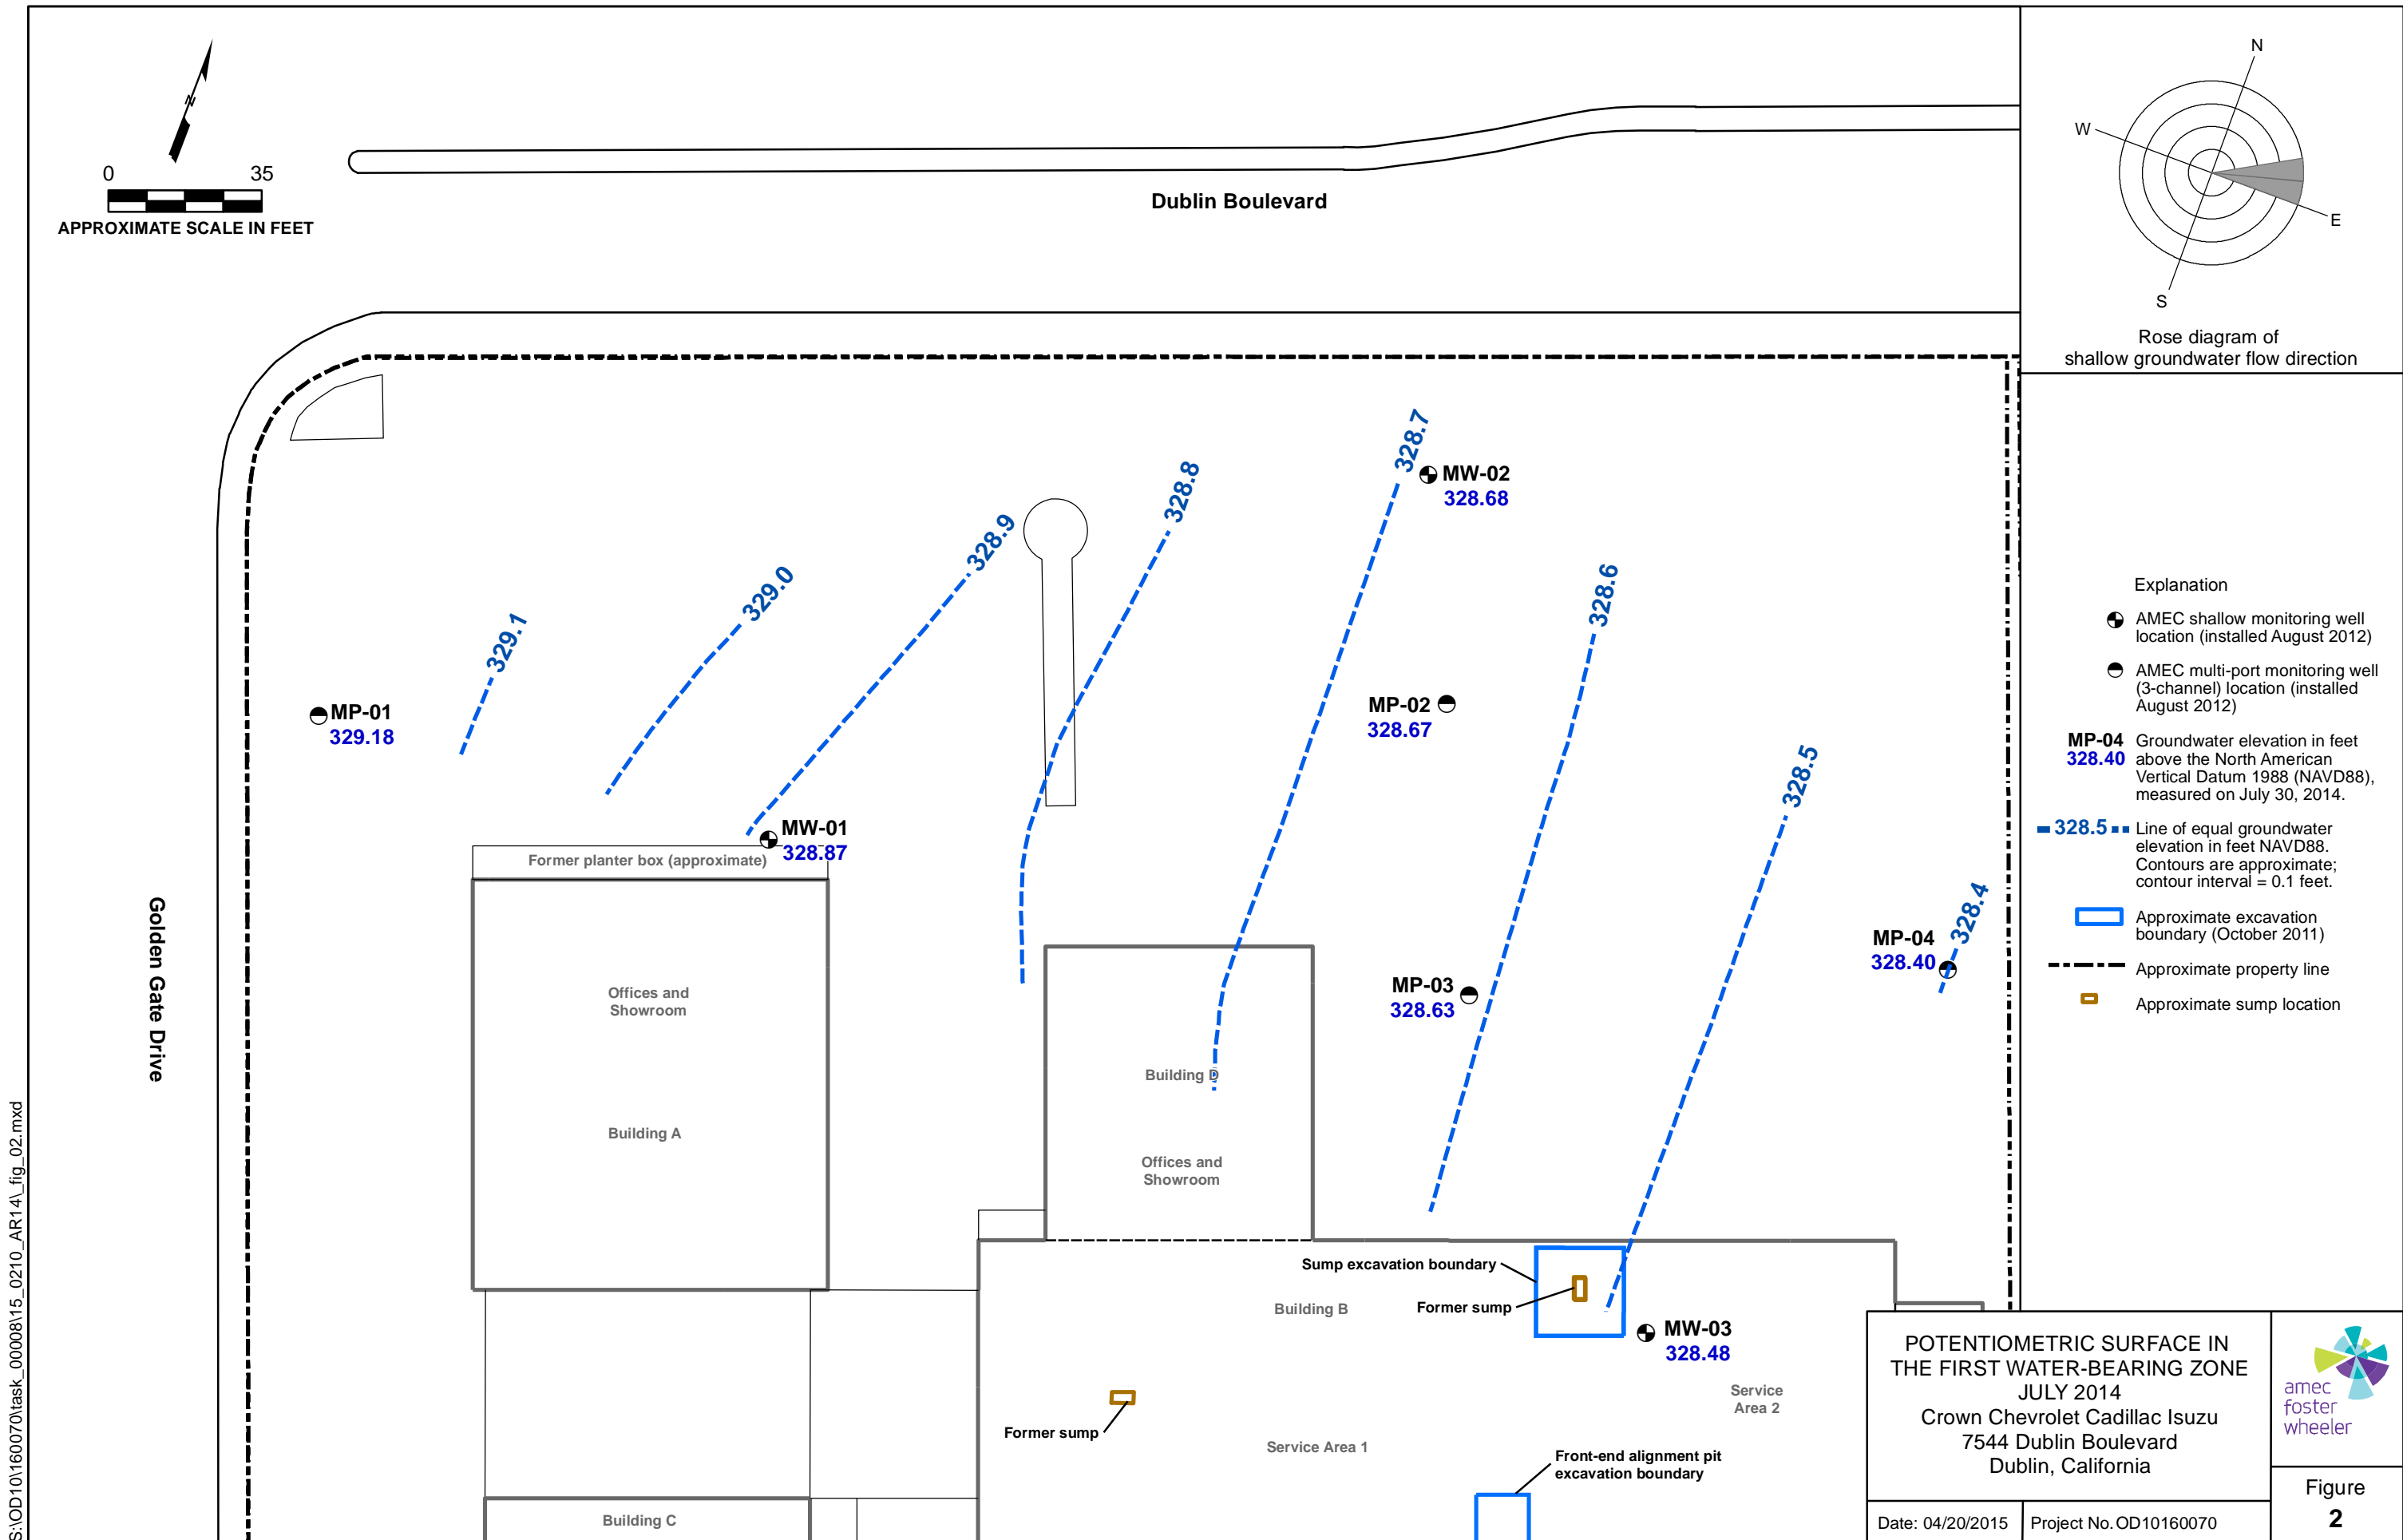 N
0 35
APPROXIMATE SCALE IN FEET
Dublin Boulevard
N
W
E
S
Rose diagram of
shallow groundwater flow direction
328.7
MW-02
328.68
328.8
328.9
329.0
329.1
328.6
MP-01
329.18
MP-02
328.67
328.5
MW-01
328.87
Former planter box (approximate)
Golden Gate Drive
328.4
MP-04
328.40
MP-03
328.63
Offices and
Showroom
Building A
Building D
Offices and
Showroom
Sump excavation boundary
Building B
Former sump
MW-03
328.48
Service
Area 2
Former sump
Service Area 1
Front-end alignment pit
excavation boundary
Building C
Explanation
AMEC shallow monitoring well
location (installed August 2012)
AMEC multi-port monitoring well
(3-channel) location (installed
August 2012)
MP-04
328.40
Groundwater elevation in feet
above the North American
Vertical Datum 1988 (NAVD88),
measured on July 30, 2014.
328.5
Line of equal groundwater
elevation in feet NAVD88.
Contours are approximate;
contour interval = 0.1 feet.
Approximate excavation
boundary (October 2011)
Approximate property line
Approximate sump location
POTENTIOMETRIC SURFACE IN
THE FIRST WATER-BEARING ZONE
JULY 2014
Crown Chevrolet Cadillac Isuzu
7544 Dublin Boulevard
Dublin, California
Date: 04/20/2015
Project No. OD10160070
amec
foster
wheeler
Figure
2
S:\OD10\160070\task_00008\15_0210_AR14\_fig_02.mxd